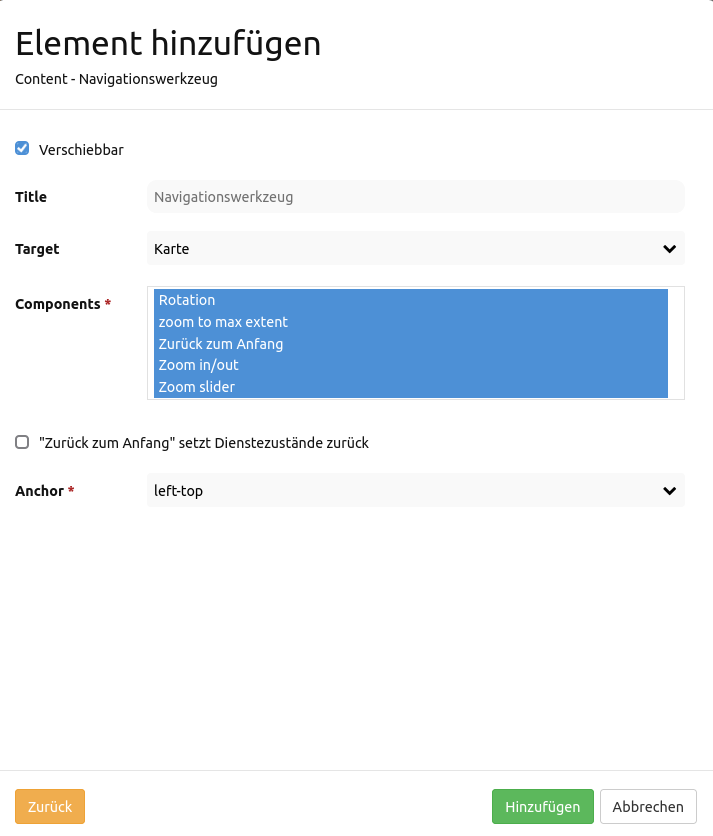 Element hinzufügen
Content - Navigationswerkzeug
Verschiebbar
Title
Navigationswerkzeug
Target
Karte
Components *
Rotation
zoom to max extent
Zurück zum Anfang
Zoom in/out
Zoom slider
"Zurück zum Anfang" setzt Dienstezustände zurück
Anchor *
left-top
Zurück
Hinzufügen
Abbrechen